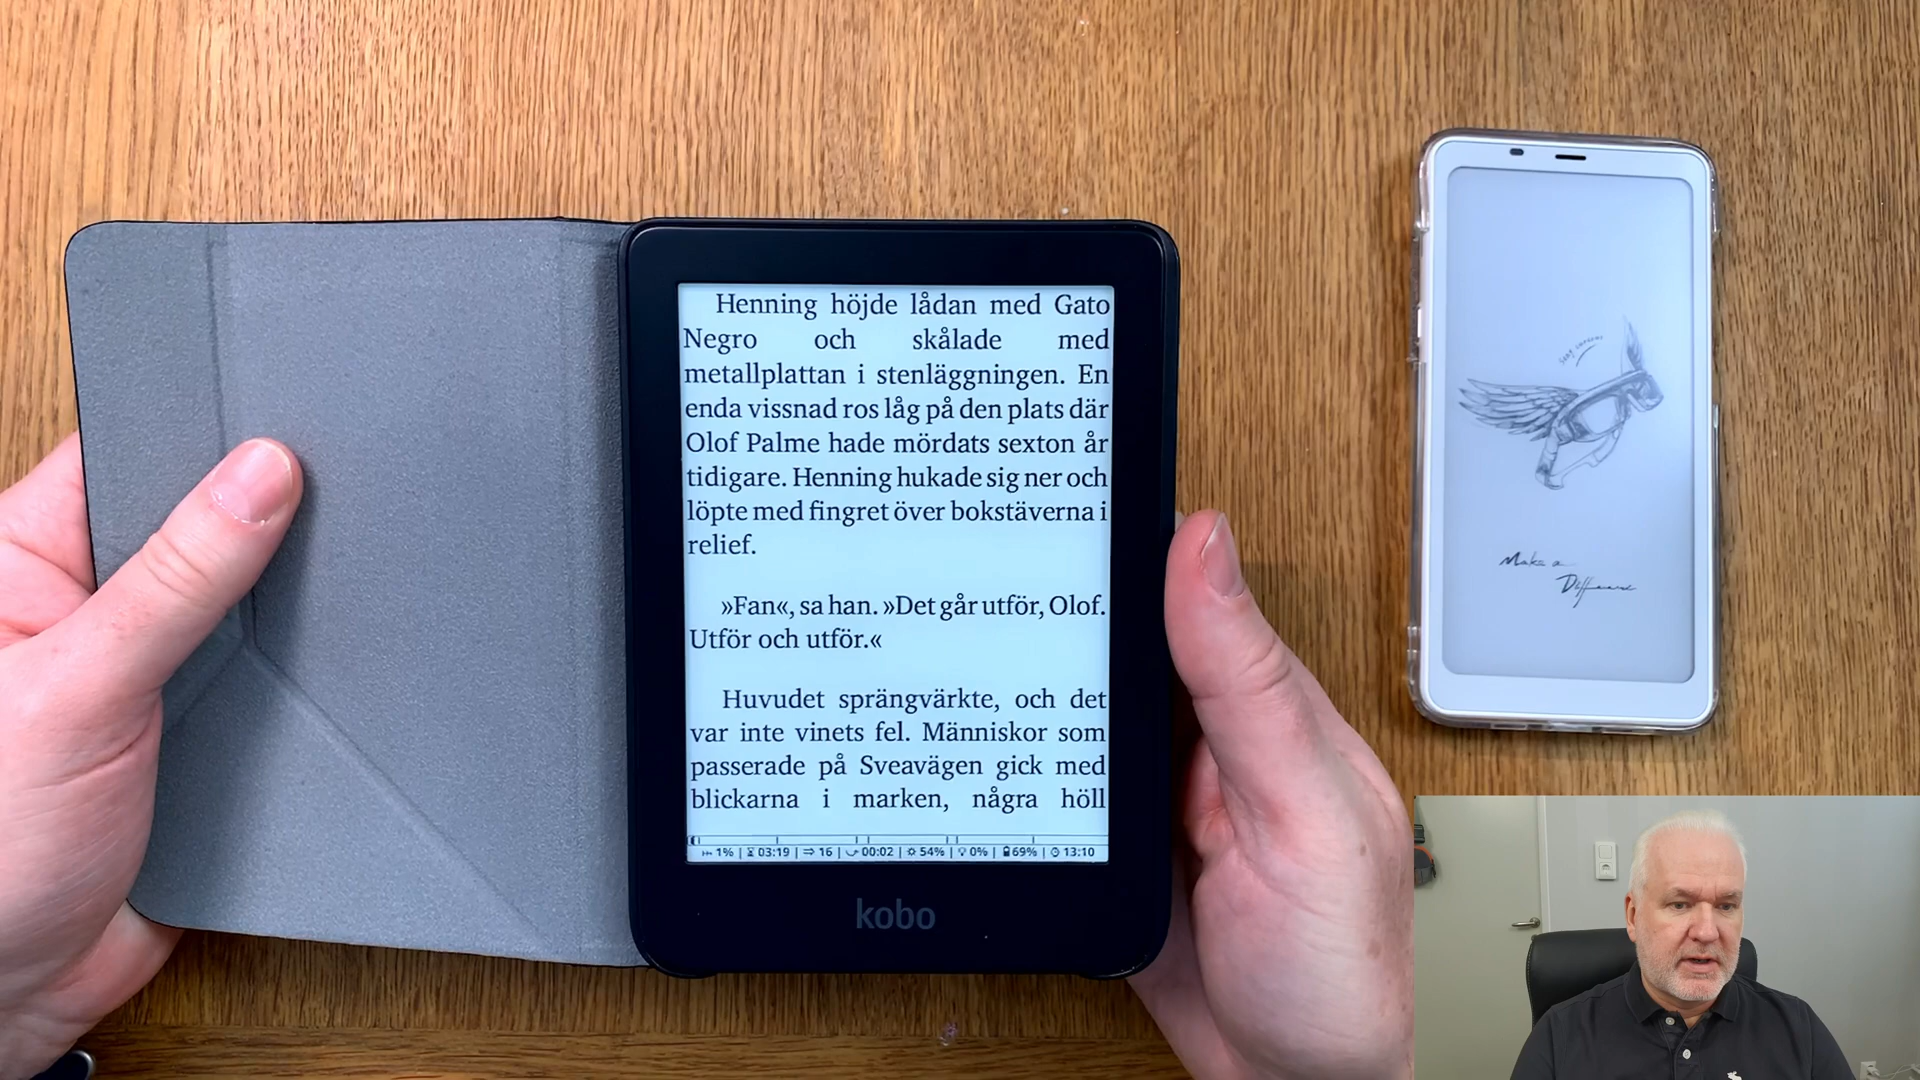 Henning höjde lådan med Gato
Negro och skålade med
metallplattan i stenläggningen. En
enda vissnad ros låg på den plats där
Olof Palme hade mördats sexton år
tidigare. Henning hukade sig ner och
löpte med fingret över bokstäverna i
relief.
»Fan«, sa han. »Det går utför, Olof.
Utför och utför.«
Huvudet sprängvärkte, och det
var inte vinets fel. Människor som
passerade på Sveavägen gick med
blickarna i marken, några höll
1% | 03:19 | 16 | 00:02 | 54% | 0% | 69% | 13:10
kobo
Make a